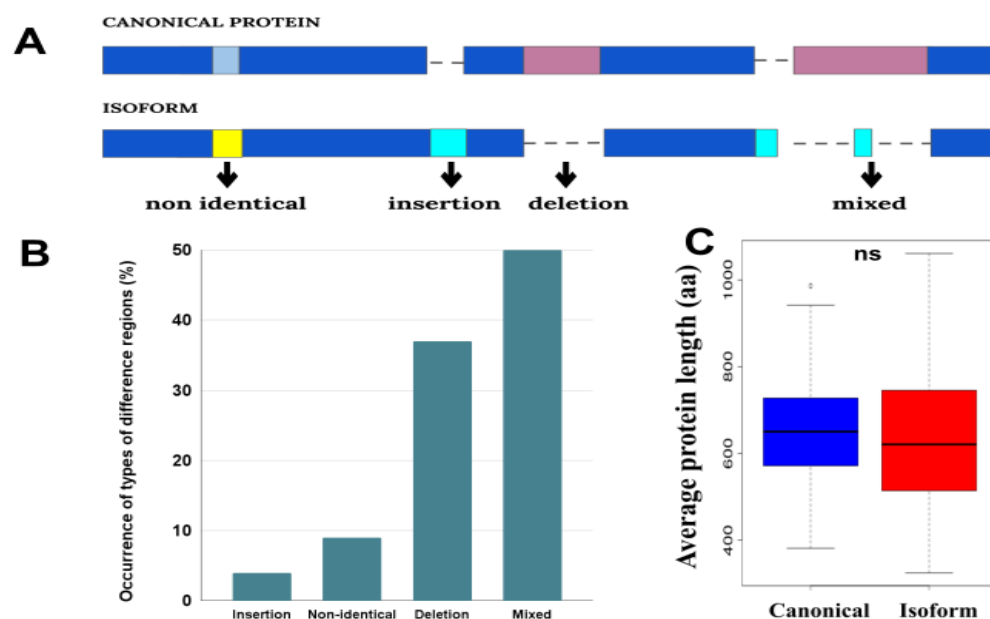 A
CANONICAL PROTEIN
ISOFORM
non identical
insertion
deletion
mixed
B
Occurrence of types of difference regions (%)
50
40
30
20
10
0
Insertion
Non-identical
Deletion
Mixed
C
ns
Average protein length (aa)
1000
800
600
400
Canonical
Isoform